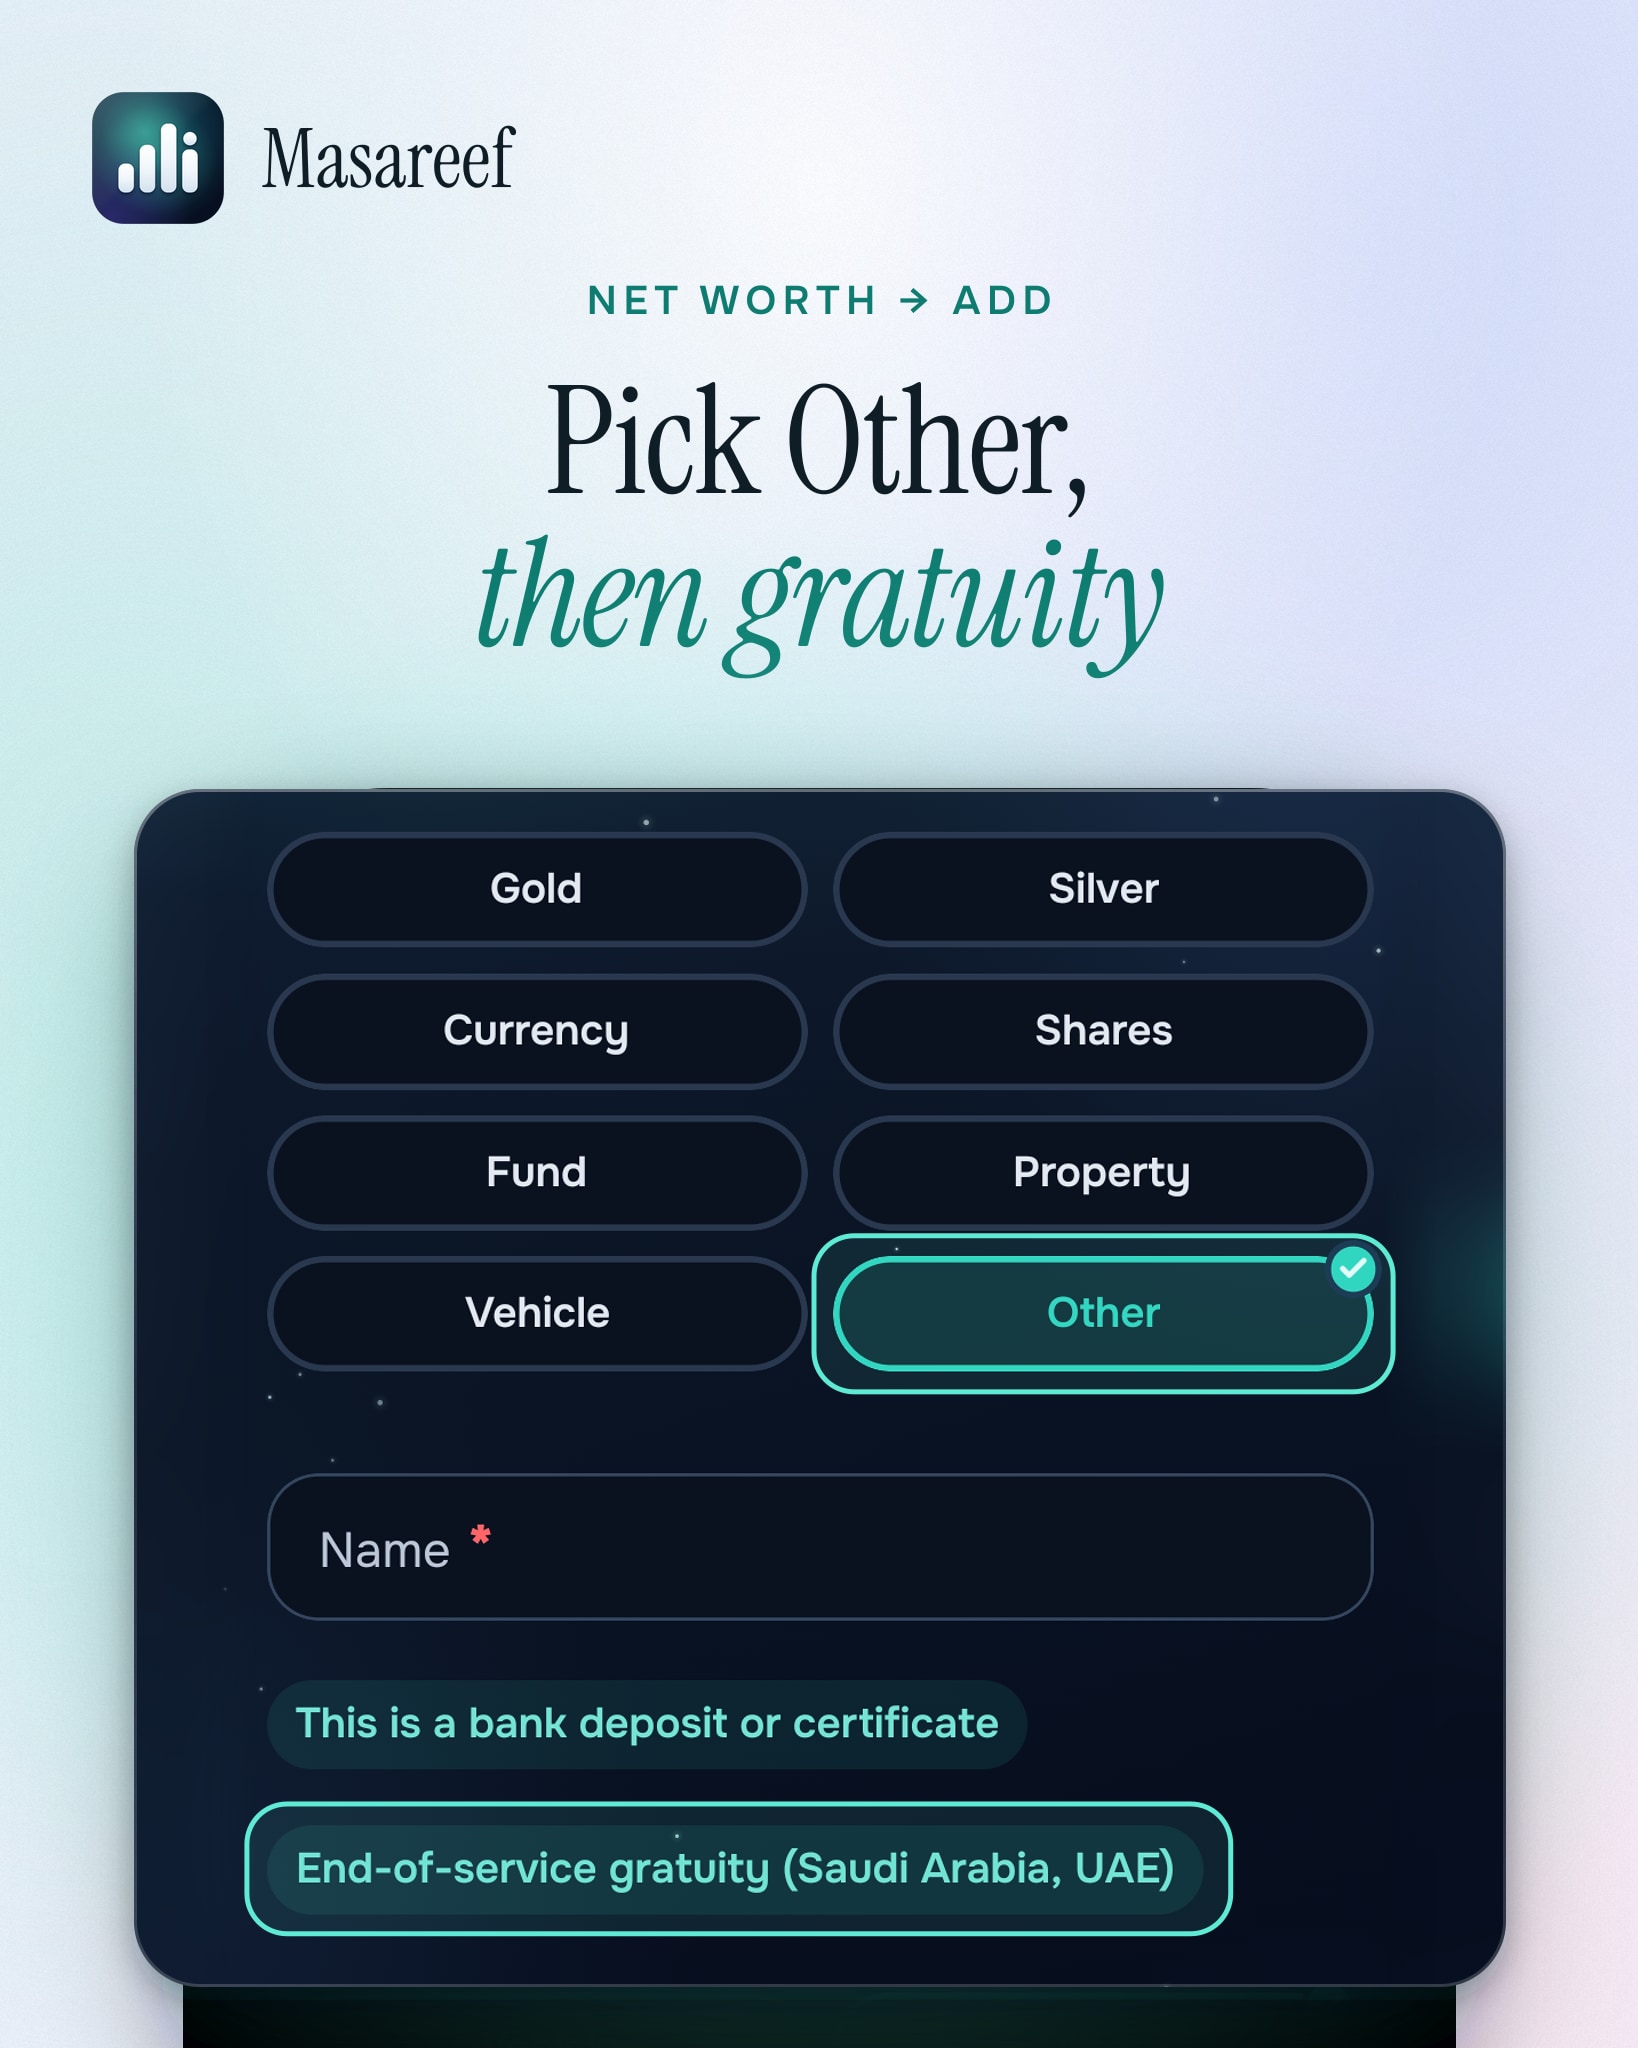 Masareef
NET WORTH → ADD
Pick Other,
then gratuity
Gold
Silver
Currency
Shares
Fund
Property
Vehicle
Other
Name *
This is a bank deposit or certificate
End-of-service gratuity (Saudi Arabia, UAE)